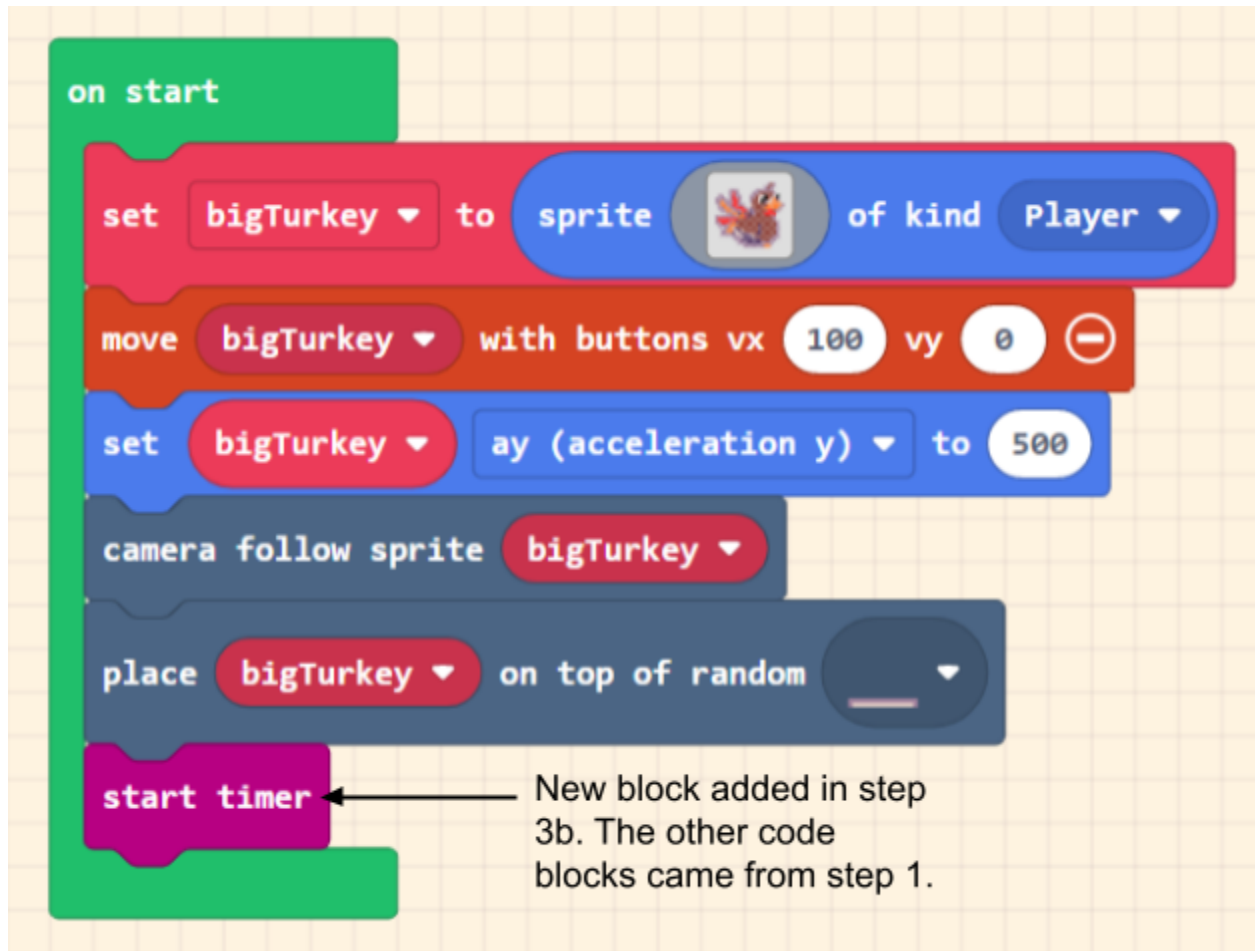 on start
set bigTurkey to sprite of kind Player
move bigTurkey with buttons vx 100 vy 0
set bigTurkey ay (acceleration y) to 500
camera follow sprite bigTurkey
place bigTurkey on top of random
start timer
New block added in step
3b. The other code
blocks came from step 1.